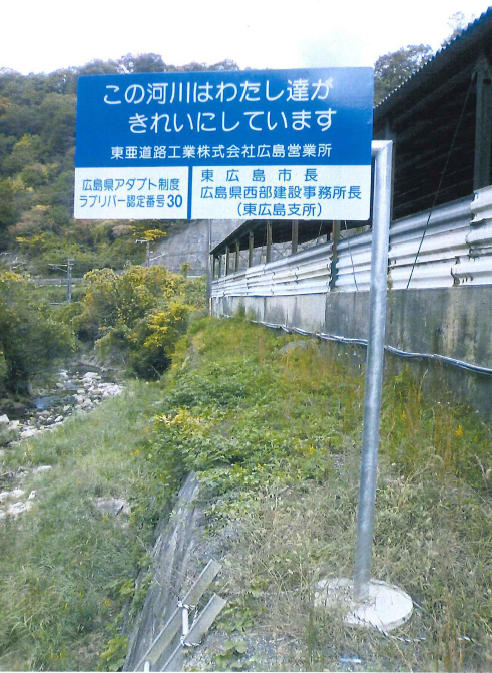 この河川はわたし達が
きれいにしています
東亜道路工業株式会社広島営業所
広島県アダプト制度
ラブリバー認定番号30
東広島市長
広島県西部建設事務所長
(東広島支所)